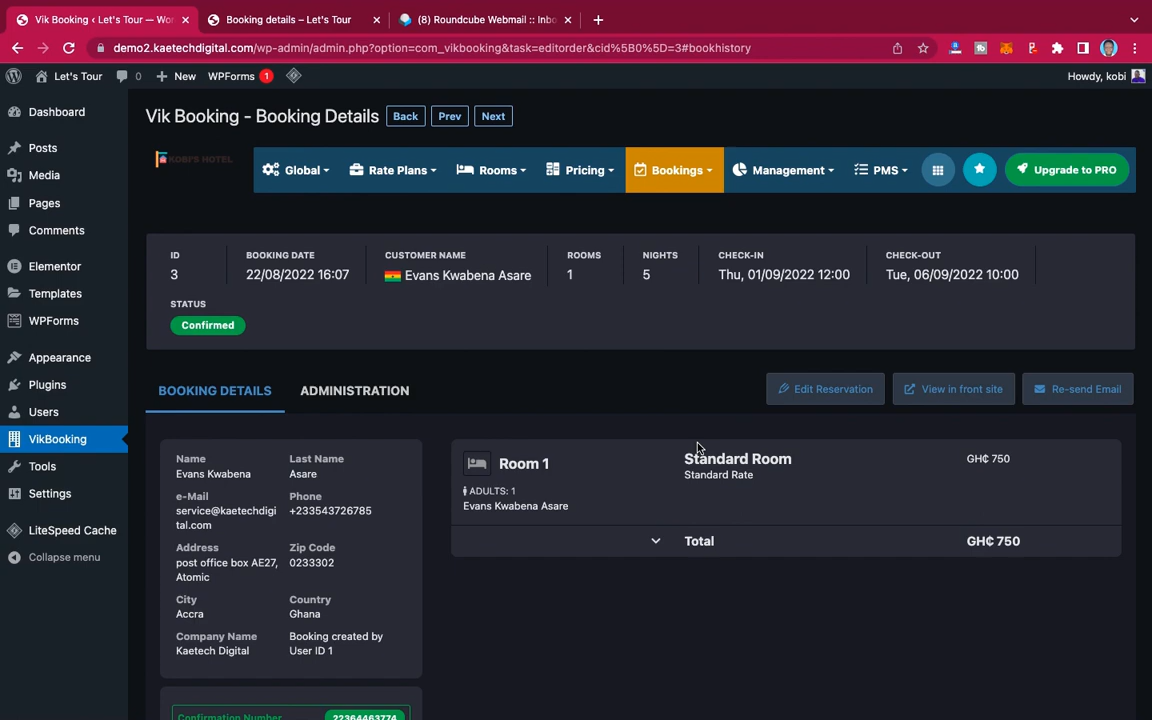 Vik Booking ‹ Let's Tour — Wor
Booking details – Let's Tour
(8) Roundcube Webmail :: Inbo
demo2.kaetechdigital.com/wp-admin/admin.php?option=com_vikbooking&task=editorder&cid%5B0%5D=3#bookhistory
Let's Tour 0 New WPForms 1 Howdy, kobi
Dashboard
Posts
Media
Pages
Comments
Elementor
Templates
WPForms
Appearance
Plugins
Users
VikBooking
Tools
Settings
LiteSpeed Cache
Collapse menu
Vik Booking - Booking Details Back Prev Next
KOBI'S HOTEL
Global Rate Plans Rooms Pricing Bookings Management PMS Upgrade to PRO
ID BOOKING DATE CUSTOMER NAME ROOMS NIGHTS CHECK-IN CHECK-OUT
3 22/08/2022 16:07 Evans Kwabena Asare 1 5 Thu, 01/09/2022 12:00 Tue, 06/09/2022 10:00
STATUS
Confirmed
BOOKING DETAILS ADMINISTRATION Edit Reservation View in front site Re-send Email
Name Last Name
Evans Kwabena Asare
e-Mail Phone
service@kaetechdigi +233543726785
tal.com
Address Zip Code
post office box AE27, 0233302
Atomic
City Country
Accra Ghana
Company Name Booking created by
Kaetech Digital User ID 1
Confirmation Number 22364463774
Room 1 Standard Room GH₵ 750
Standard Rate
ADULTS: 1
Evans Kwabena Asare
Total GH₵ 750